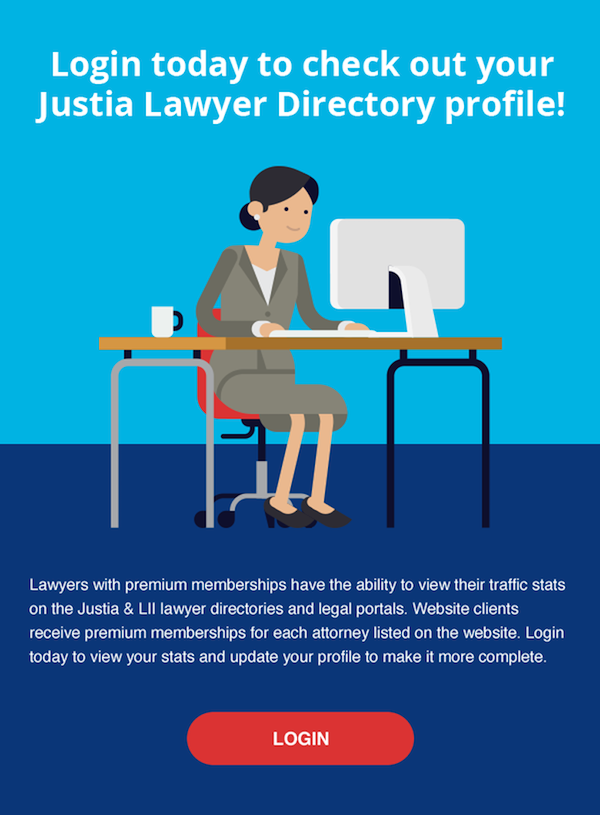 Login today to check out your
Justia Lawyer Directory profile!
Lawyers with premium memberships have the ability to view their traffic stats
on the Justia & LII lawyer directories and legal portals. Website clients
receive premium memberships for each attorney listed on the website. Login
today to view your stats and update your profile to make it more complete.
LOGIN